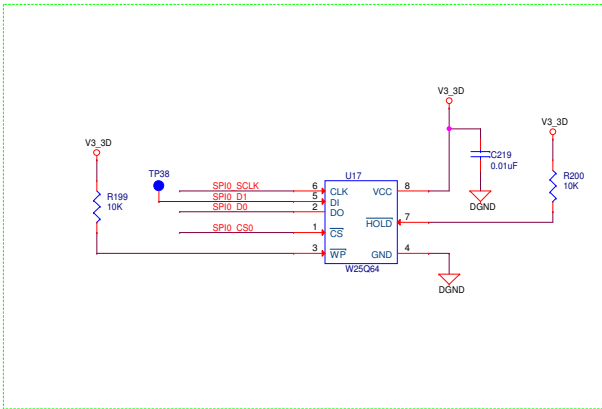 V3_3D
V3_3D
V3_3D
C219
0.01uF
TP38
U17
R200
10K
SPI0_SCLK
6
CLK
VCC
8
DGND
R199
10K
SPI0_D1
5
DI
SPI0_D0
2
DO
HOLD
7
SPI0_CS0
1
CS
3
WP
GND
4
W25Q64
DGND